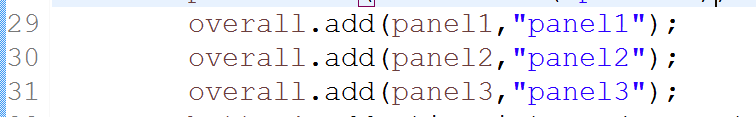 29 overall.add(panel1,"panel1");
30 overall.add(panel2,"panel2");
31 overall.add(panel3,"panel3");